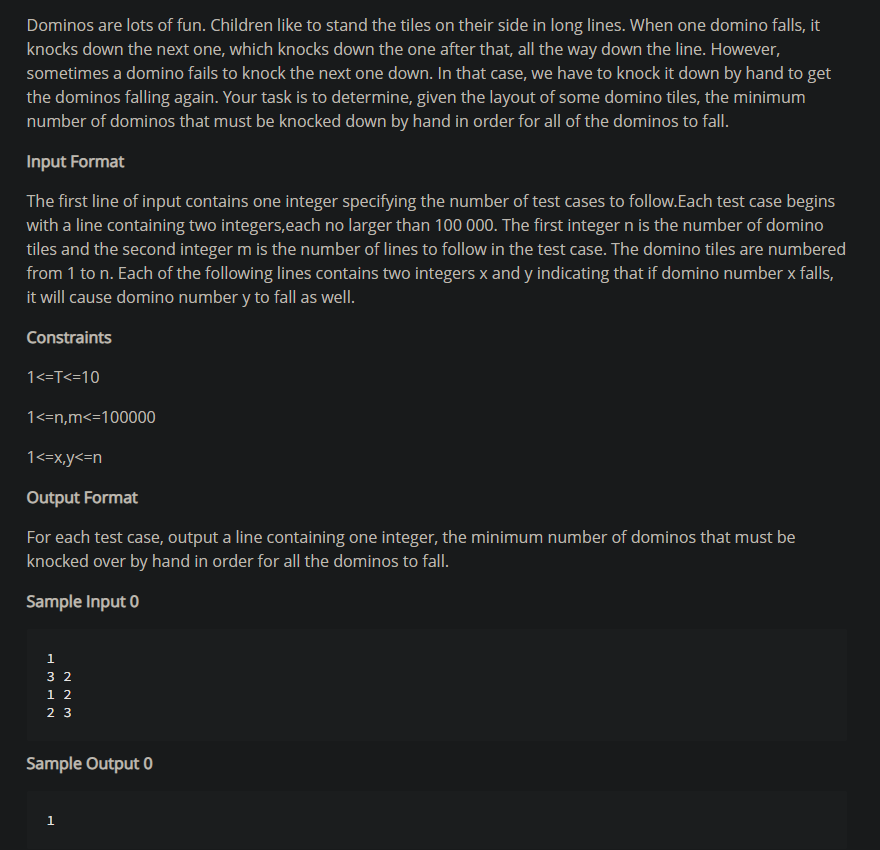 Dominos are lots of fun. Children like to stand the tiles on their side in long lines. When one domino falls, it
knocks down the next one, which knocks down the one after that, all the way down the line. However,
sometimes a domino fails to knock the next one down. In that case, we have to knock it down by hand to get
the dominos falling again. Your task is to determine, given the layout of some domino tiles, the minimum
number of dominos that must be knocked down by hand in order for all of the dominos to fall.
Input Format
The first line of input contains one integer specifying the number of test cases to follow.Each test case begins
with a line containing two integers,each no larger than 100 000. The first integer n is the number of domino
tiles and the second integer m is the number of lines to follow in the test case. The domino tiles are numbered
from 1 to n. Each of the following lines contains two integers x and y indicating that if domino number x falls,
it will cause domino number y to fall as well.
Constraints
1<=T<=10
1<=n,m<=100000
1<=x,y<=n
Output Format
For each test case, output a line containing one integer, the minimum number of dominos that must be
knocked over by hand in order for all the dominos to fall.
Sample Input 0
1
3 2
1 2
2 3
Sample Output 0
1